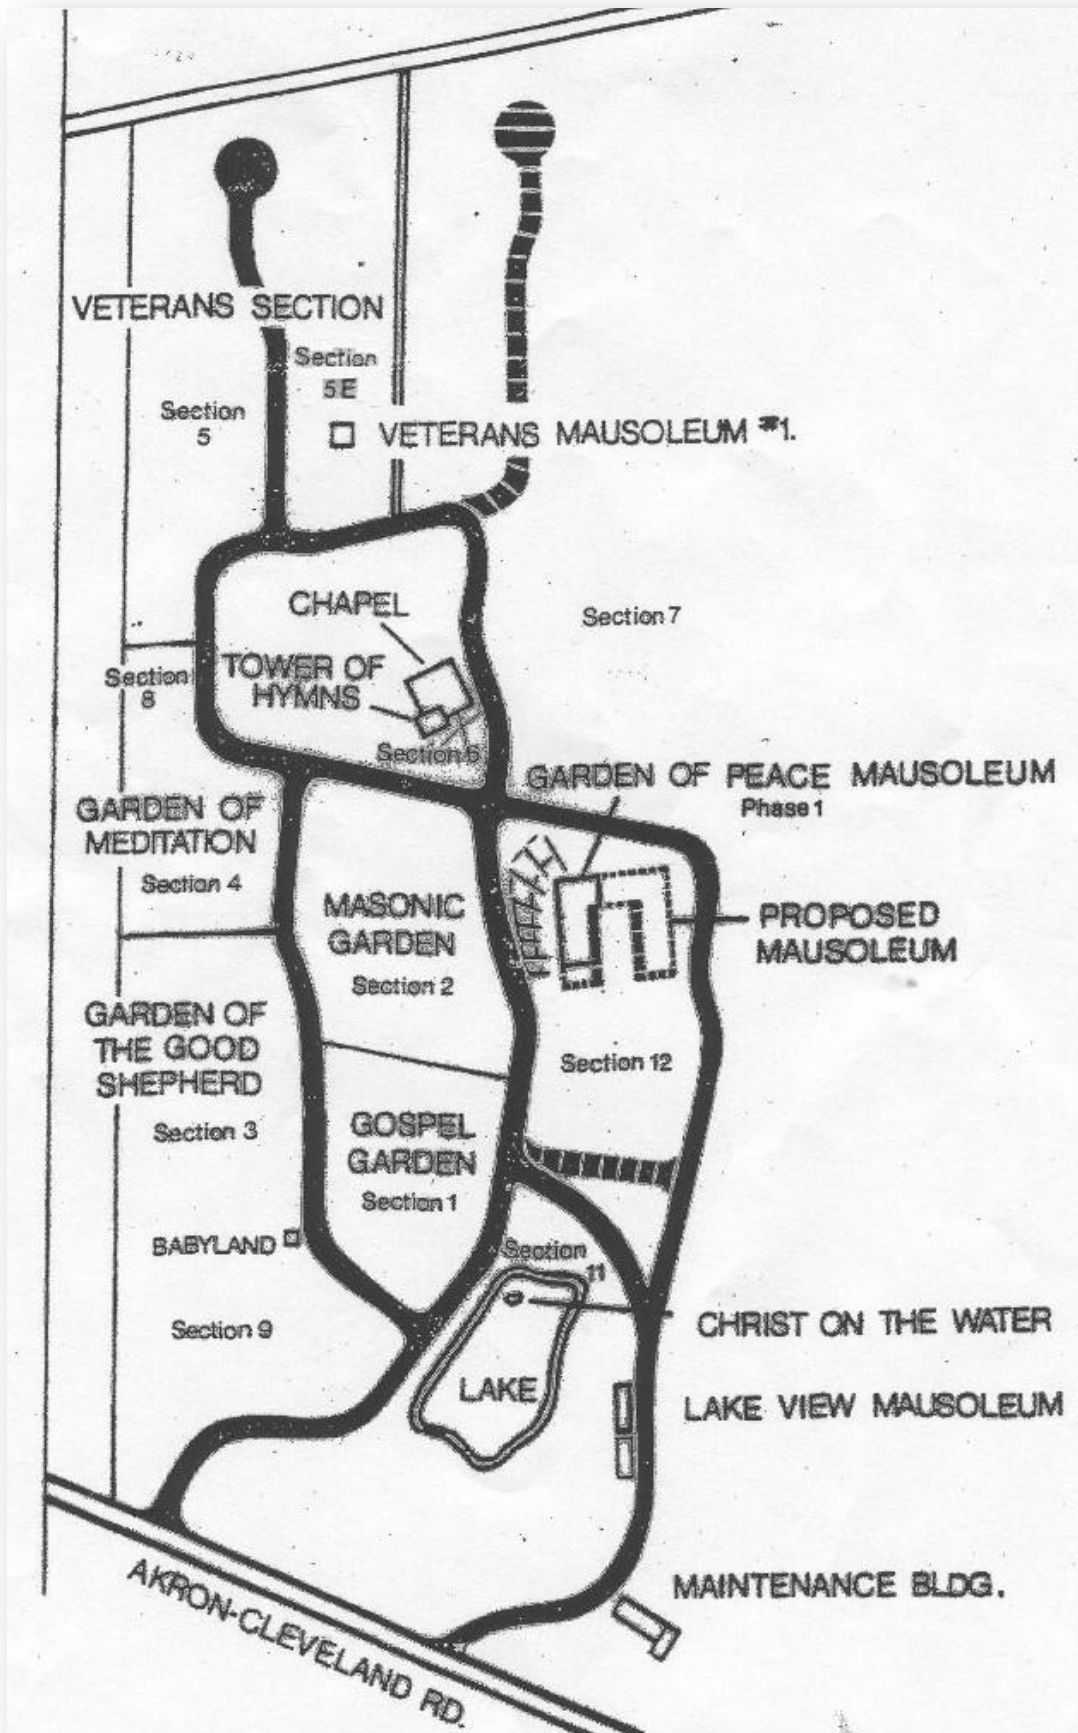 VETERANS SECTION
Section
5E
Section
5
VETERANS MAUSOLEUM #1.
CHAPEL
Section 7
TOWER OF
HYMNS
Section
8
Section 6
GARDEN OF PEACE MAUSOLEUM
Phase 1
GARDEN OF
MEDITATION
Section 4
MASONIC
GARDEN
Section 2
PROPOSED
MAUSOLEUM
GARDEN OF
THE GOOD
SHEPHERD
Section 3
Section 12
GOSPEL
GARDEN
Section 1
BABYLAND
Section
11
Section 9
CHRIST ON THE WATER
LAKE
LAKE VIEW MAUSOLEUM
MAINTENANCE BLDG.
AKRON-CLEVELAND RD.